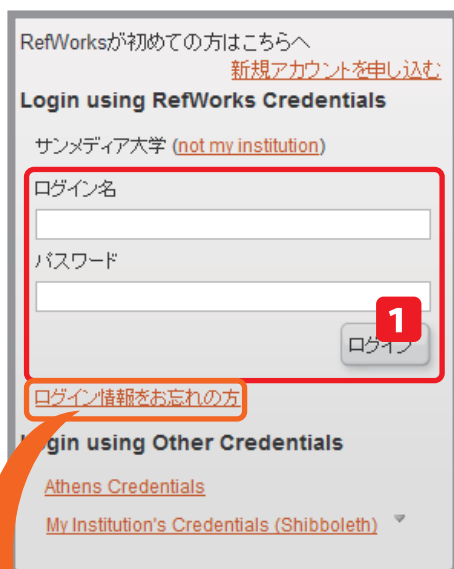 RefWorksが初めての方はこちらへ
新規アカウントを申し込む
Login using RefWorks Credentials
サンメディア大学 (not my institution)
ログイン名
パスワード
1
ログイン
ログイン情報をお忘れの方
Login using Other Credentials
Athens Credentials
My Institution's Credentials (Shibboleth)